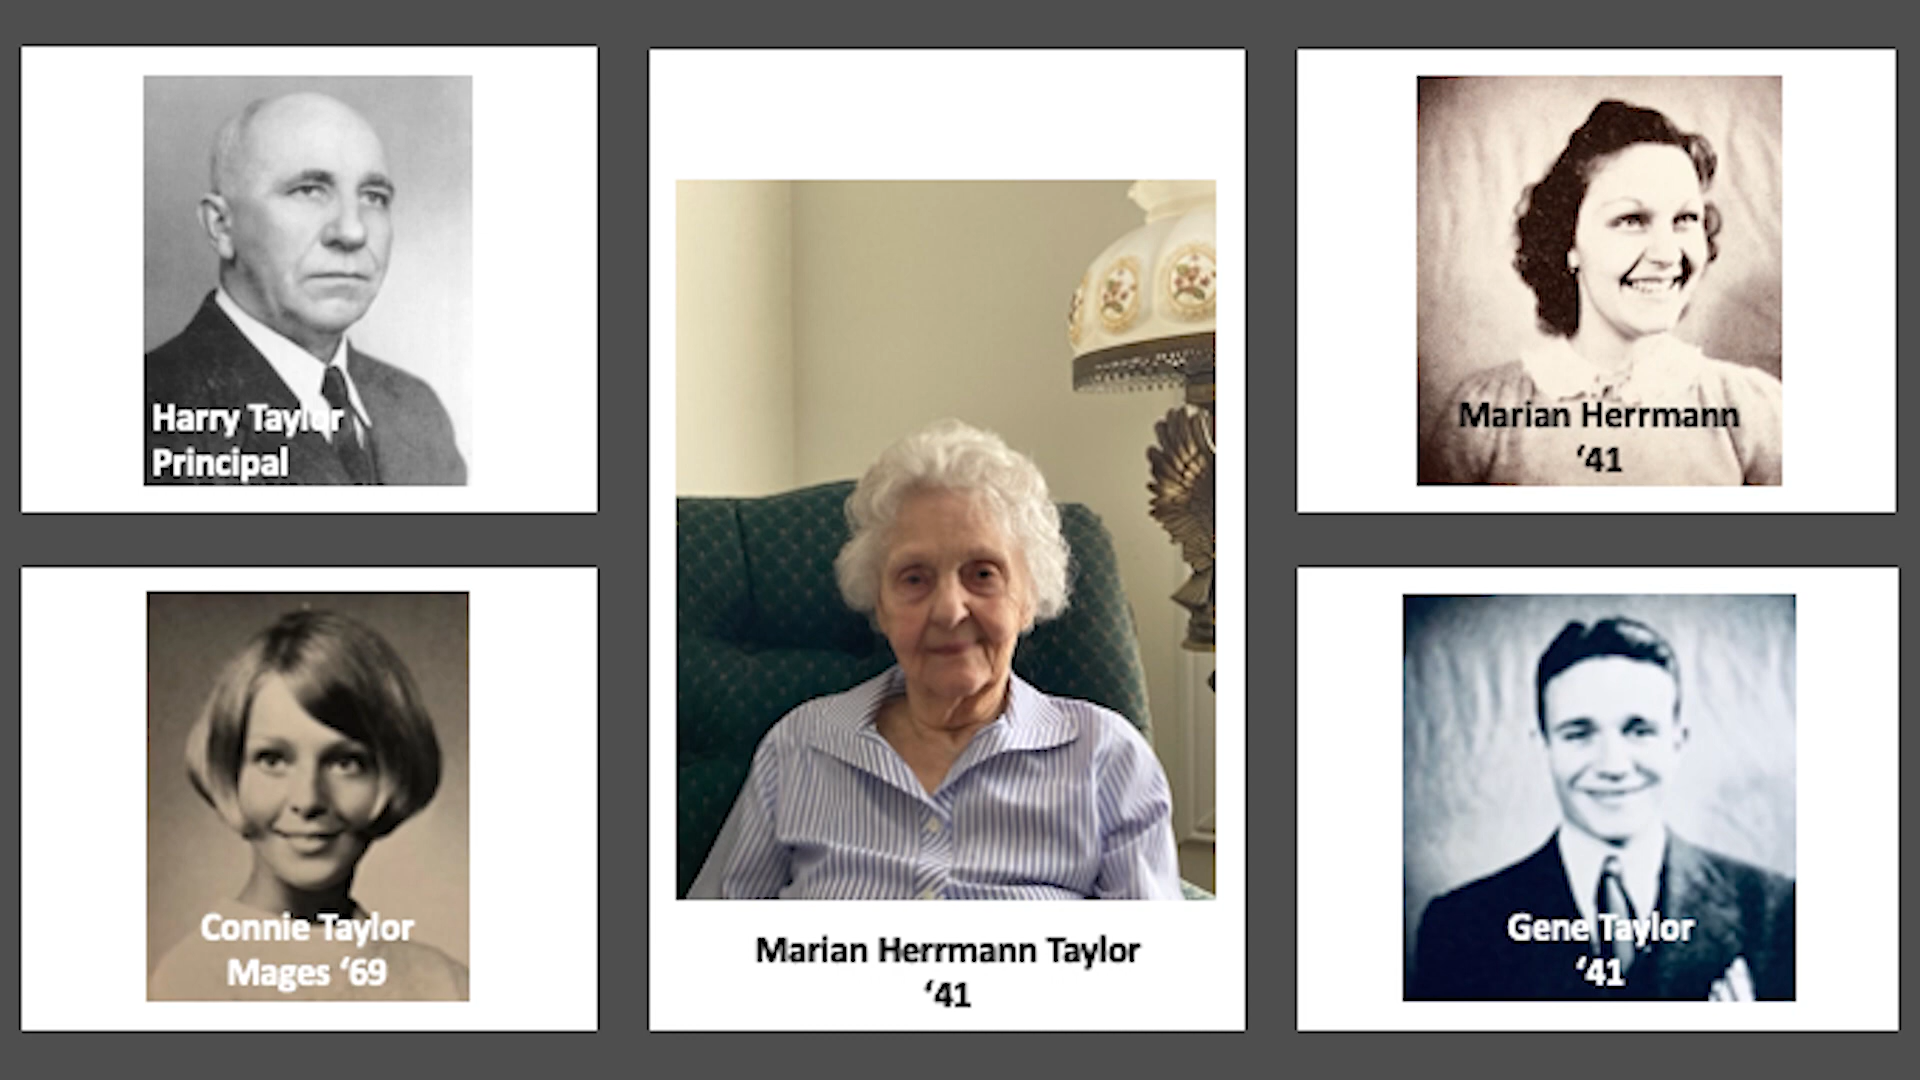 Harry Taylor
Principal
Marian Herrmann
‘41
Connie Taylor
Mages ‘69
Marian Herrmann Taylor
‘41
Gene Taylor
‘41